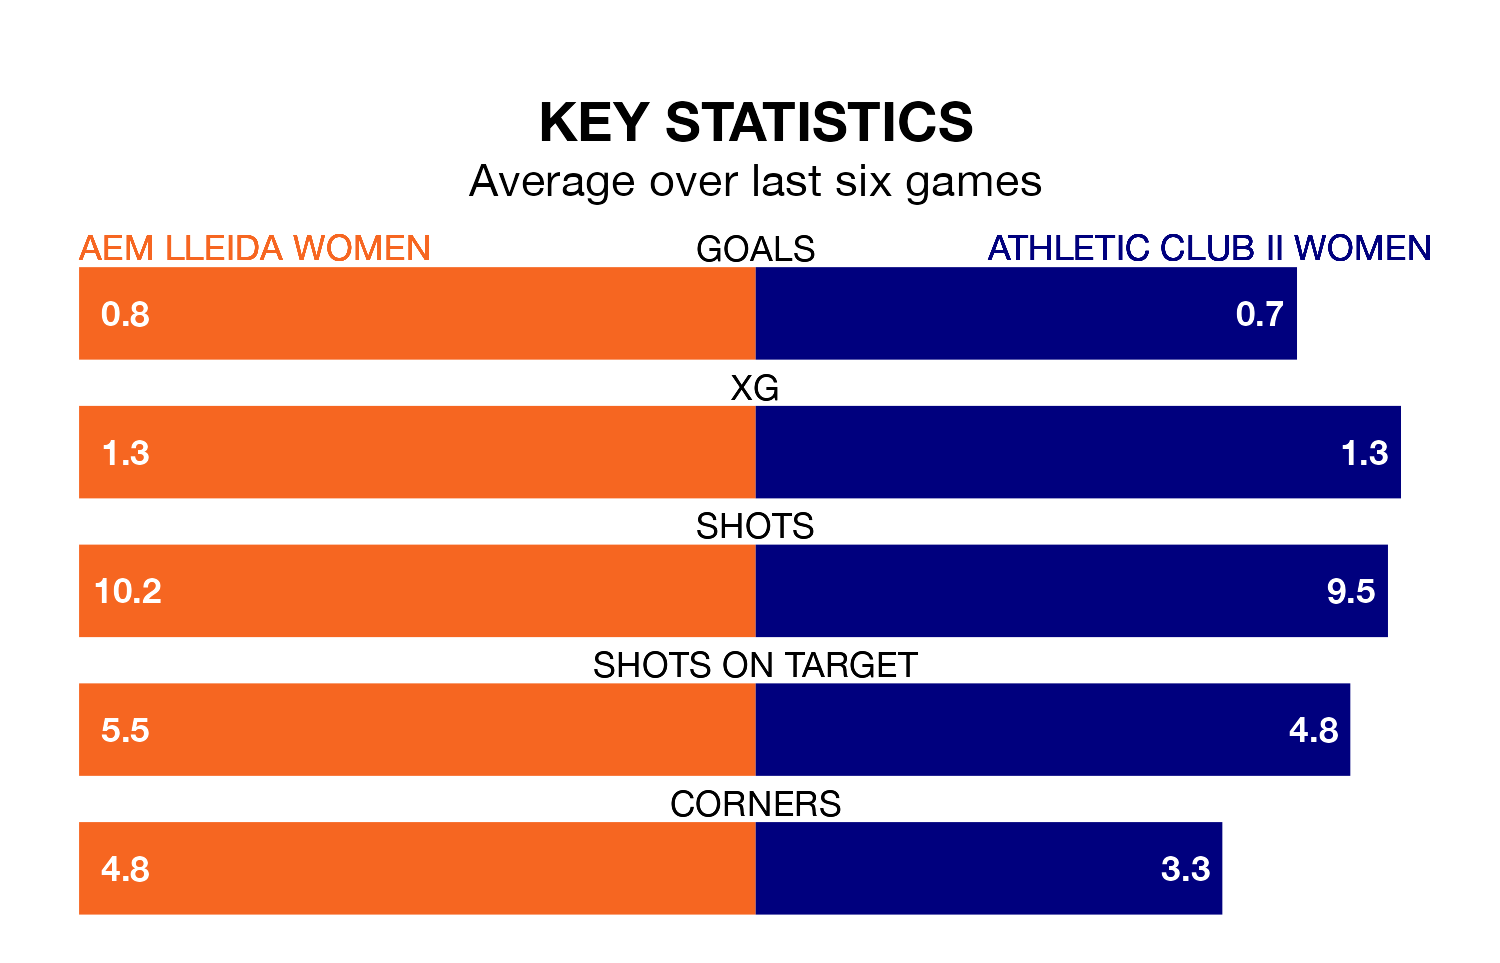 KEY STATISTICS
Average over last six games
AEM LLEIDA WOMEN GOALS ATHLETIC CLUB II WOMEN
0.8 0.7
XG
1.3 1.3
SHOTS
10.2 9.5
SHOTS ON TARGET
5.5 4.8
CORNERS
4.8 3.3